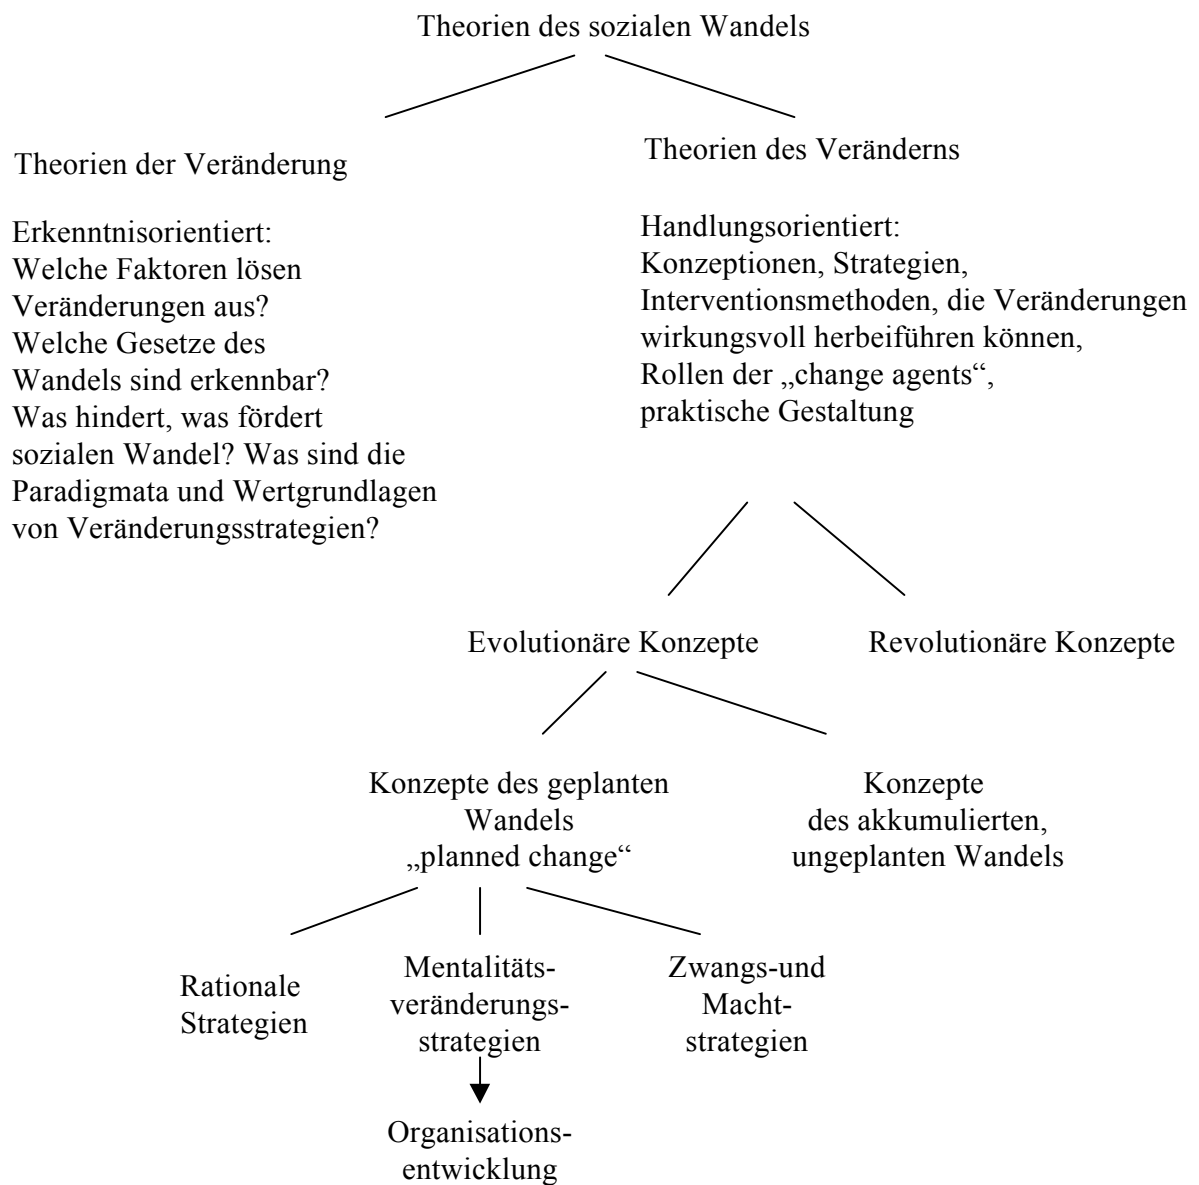 Theorien des sozialen Wandels
Theorien der Veränderung
Erkenntnisorientiert:
Welche Faktoren lösen
Veränderungen aus?
Welche Gesetze des
Wandels sind erkennbar?
Was hindert, was fördert
sozialen Wandel? Was sind die
Paradigmata und Wertgrundlagen
von Veränderungsstrategien?
Theorien des Veränderns
Handlungsorientiert:
Konzeptionen, Strategien,
Interventionsmethoden, die Veränderungen
wirkungsvoll herbeiführen können,
Rollen der „change agents“,
praktische Gestaltung
Evolutionäre Konzepte
Revolutionäre Konzepte
Konzepte des geplanten
Wandels
„planned change“
Konzepte
des akkumulierten,
ungeplanten Wandels
Rationale
Strategien
Mentalitäts-
veränderungs-
strategien
Zwangs-und
Macht-
strategien
Organisations-
entwicklung